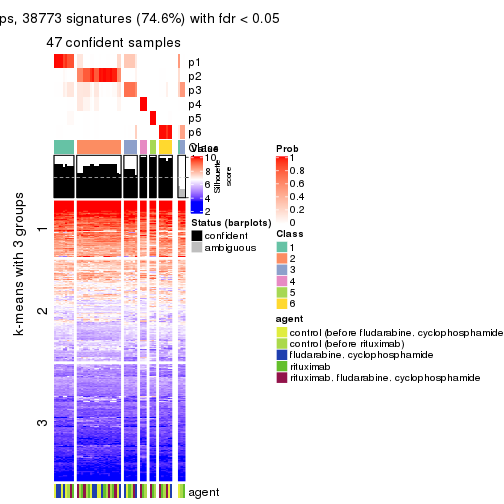 ps, 38773 signatures (74.6%) with fdr < 0.05
47 confident samples
p1
p2
p3
p4
p5
p6
Value
10
8
6
4
2
Silhouette
score
Status (barplots)
confident
ambiguous
Prob
1
0.8
0.6
0.4
0.2
0
Class
1
2
3
4
5
6
agent
control (before fludarabine, cyclophosphamide
control (before rituximab)
fludarabine, cyclophosphamide
rituximab
rituximab, fludarabine, cyclophosphamide
k-means with 3 groups
1
2
3
agent